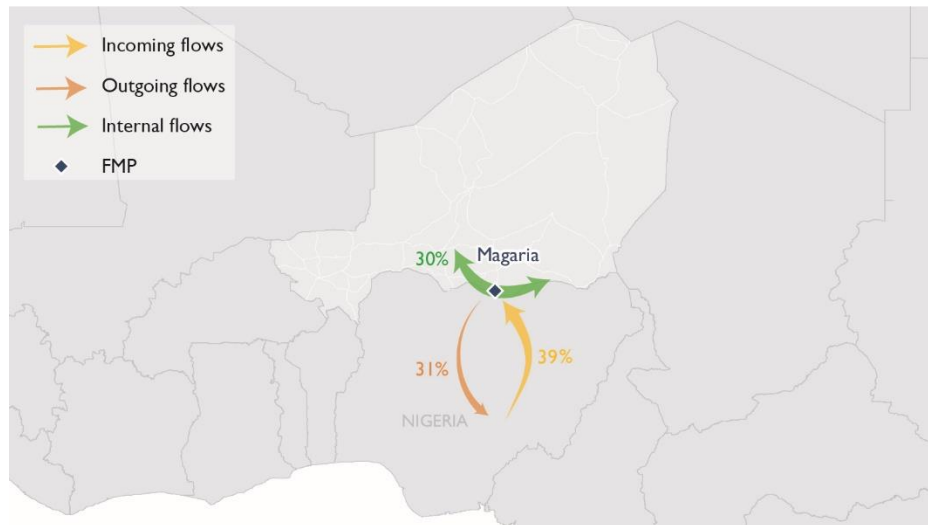 Incoming flows
Outgoing flows
Internal flows
FMP
30%
Magaria
31%
39%
NIGERIA